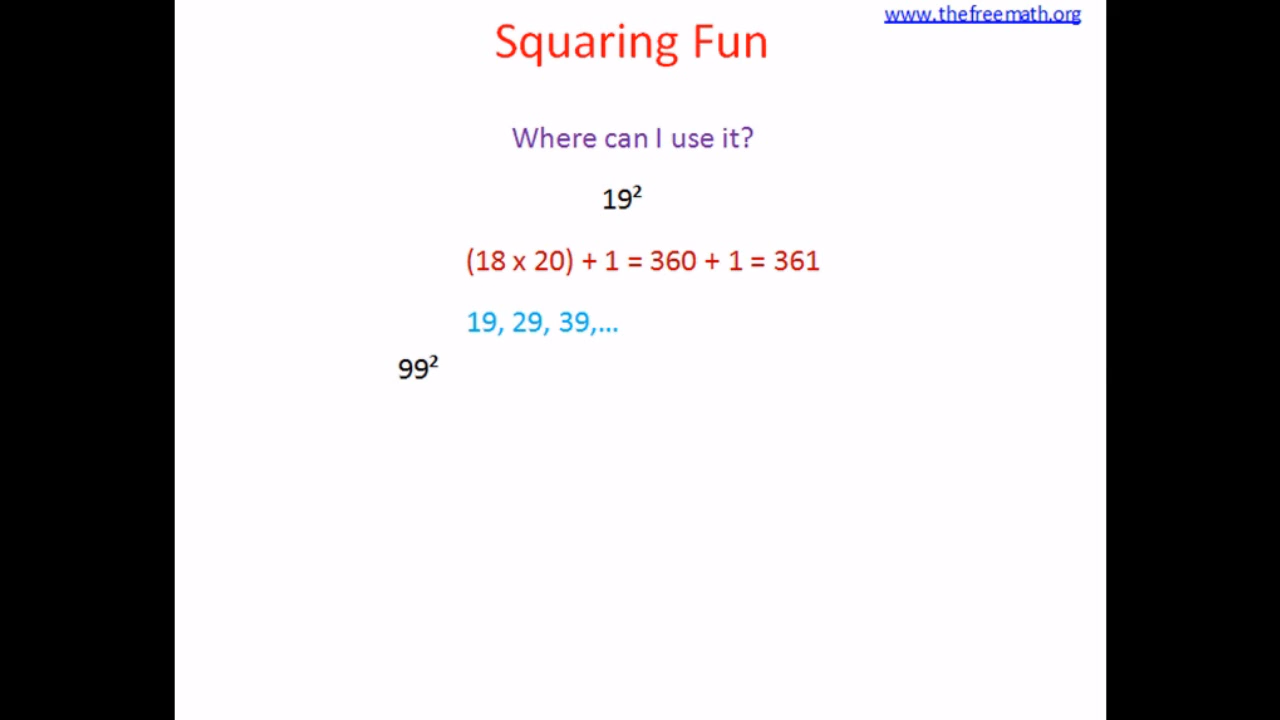 www.thefreemath.org
Squaring Fun
Where can I use it?
19²
(18 x 20) + 1 = 360 + 1 = 361
19, 29, 39,...
99²